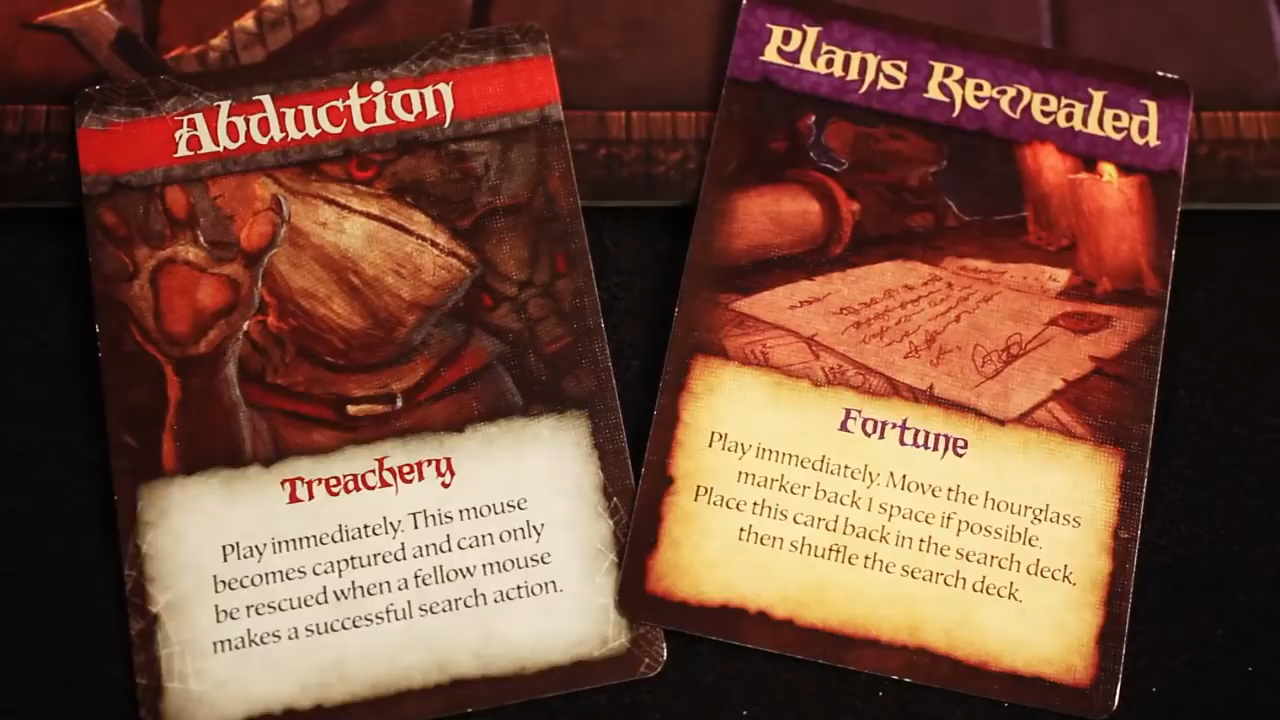 Abduction
Treachery
Play immediately. This mouse
becomes captured and can only
be rescued when a fellow mouse
makes a successful search action.
Plans Revealed
Fortune
Play immediately. Move the hourglass
marker back 1 space if possible.
Place this card back in the search deck,
then shuffle the search deck.